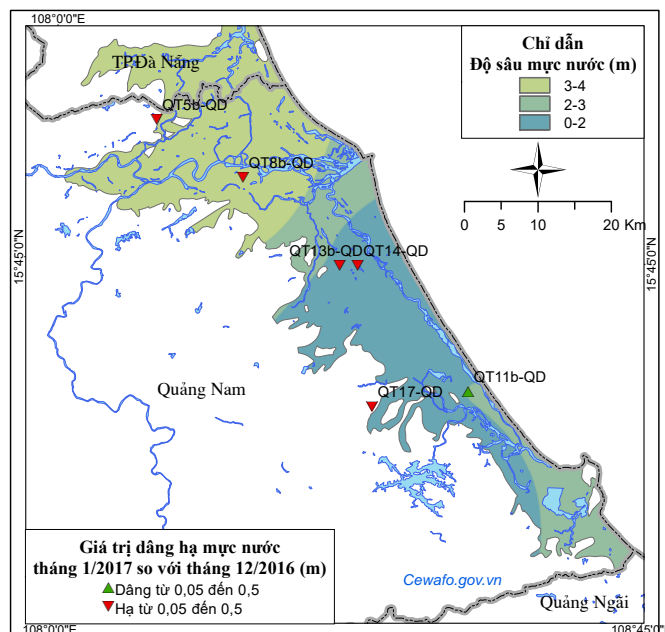 108°0'0"E
TP.Đà Nẵng
Chỉ dẫn
Độ sâu mực nước (m)
3-4
2-3
0-2
QT5b-QD
QT8b-QD
0 5 10 20 Km
15°45'0"N
15°45'0"N
QT13b-QD
QT14-QD
QT11b-QD
QT17-QD
Quảng Nam
Giá trị dâng hạ mực nước
tháng 1/2017 so với tháng 12/2016 (m)
Dâng từ 0,05 đến 0,5
Hạ từ 0,05 đến 0,5
Cewafo.gov.vn
Quảng Ngãi
108°0'0"E
108°45'0"E